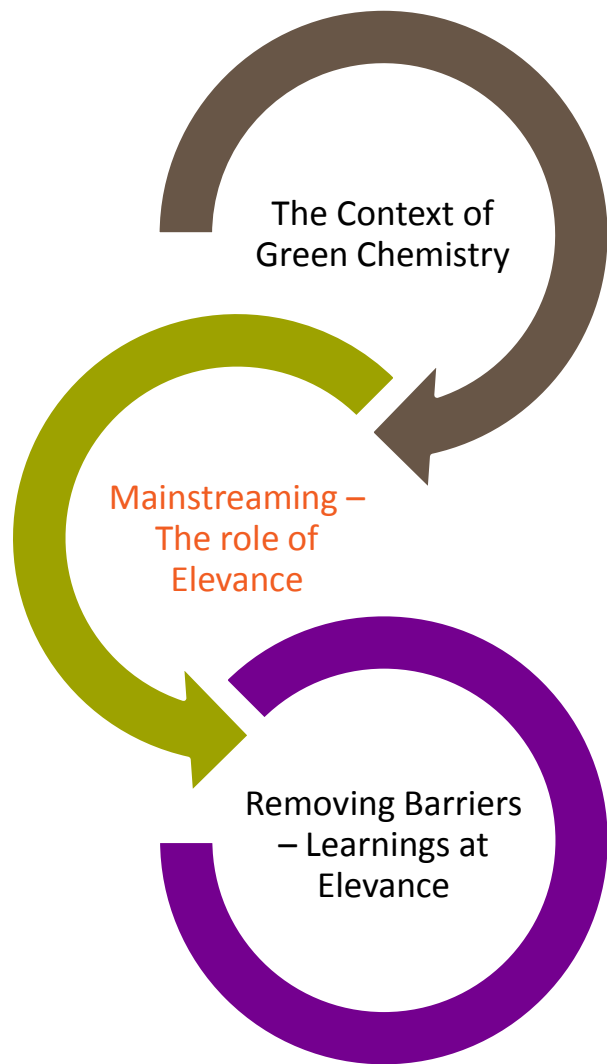 The Context of
Green Chemistry
Mainstreaming –
The role of
Elevance
Removing Barriers
– Learnings at
Elevance